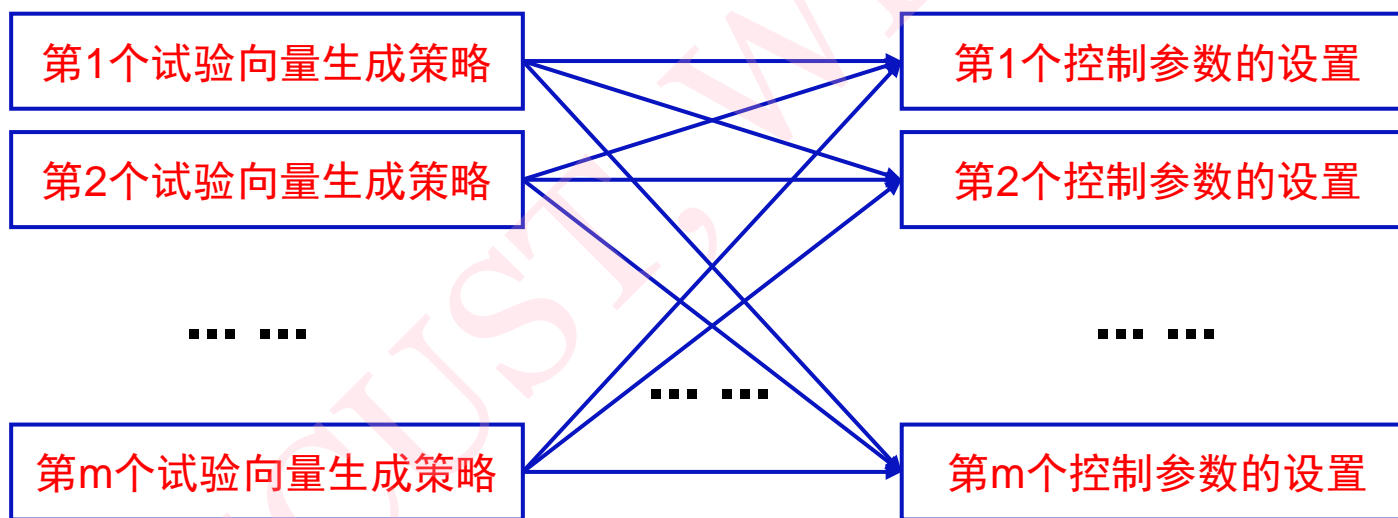 第1个试验向量生成策略
第1个控制参数的设置
第2个试验向量生成策略
第2个控制参数的设置
... ...
... ...
... ...
第m个试验向量生成策略
第m个控制参数的设置
CUST, W